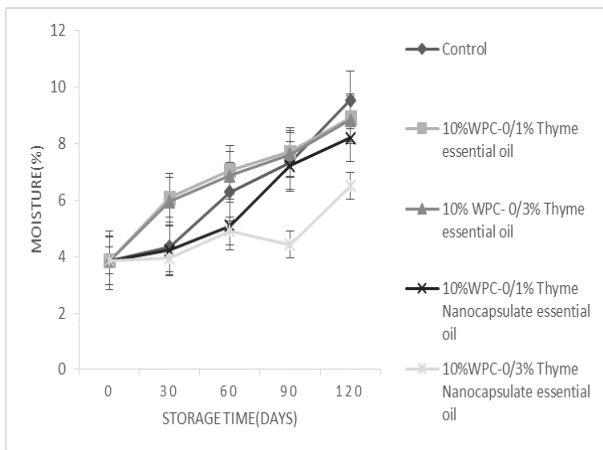 12
10
8
6
4
2
0
MOISTURE(%)
0 30 60 90 120
STORAGE TIME(DAYS)
Control
10%WPC-0/1% Thyme
essential oil
10% WPC- 0/3% Thyme
essential oil
10%WPC-0/1% Thyme
Nanocapsulate essential
oil
10%WPC-0/3% Thyme
Nanocapsulate essential
oil